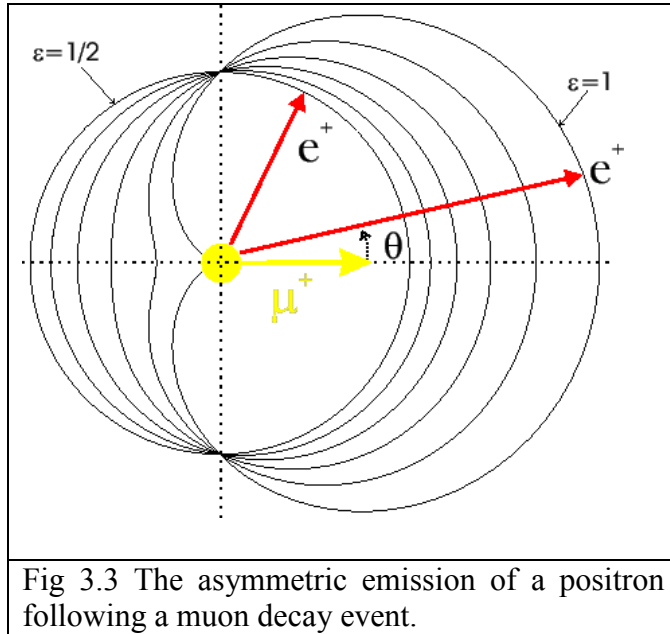 ε=1/2
ε=1
e+
e+
θ
μ+
Fig 3.3 The asymmetric emission of a positron
following a muon decay event.